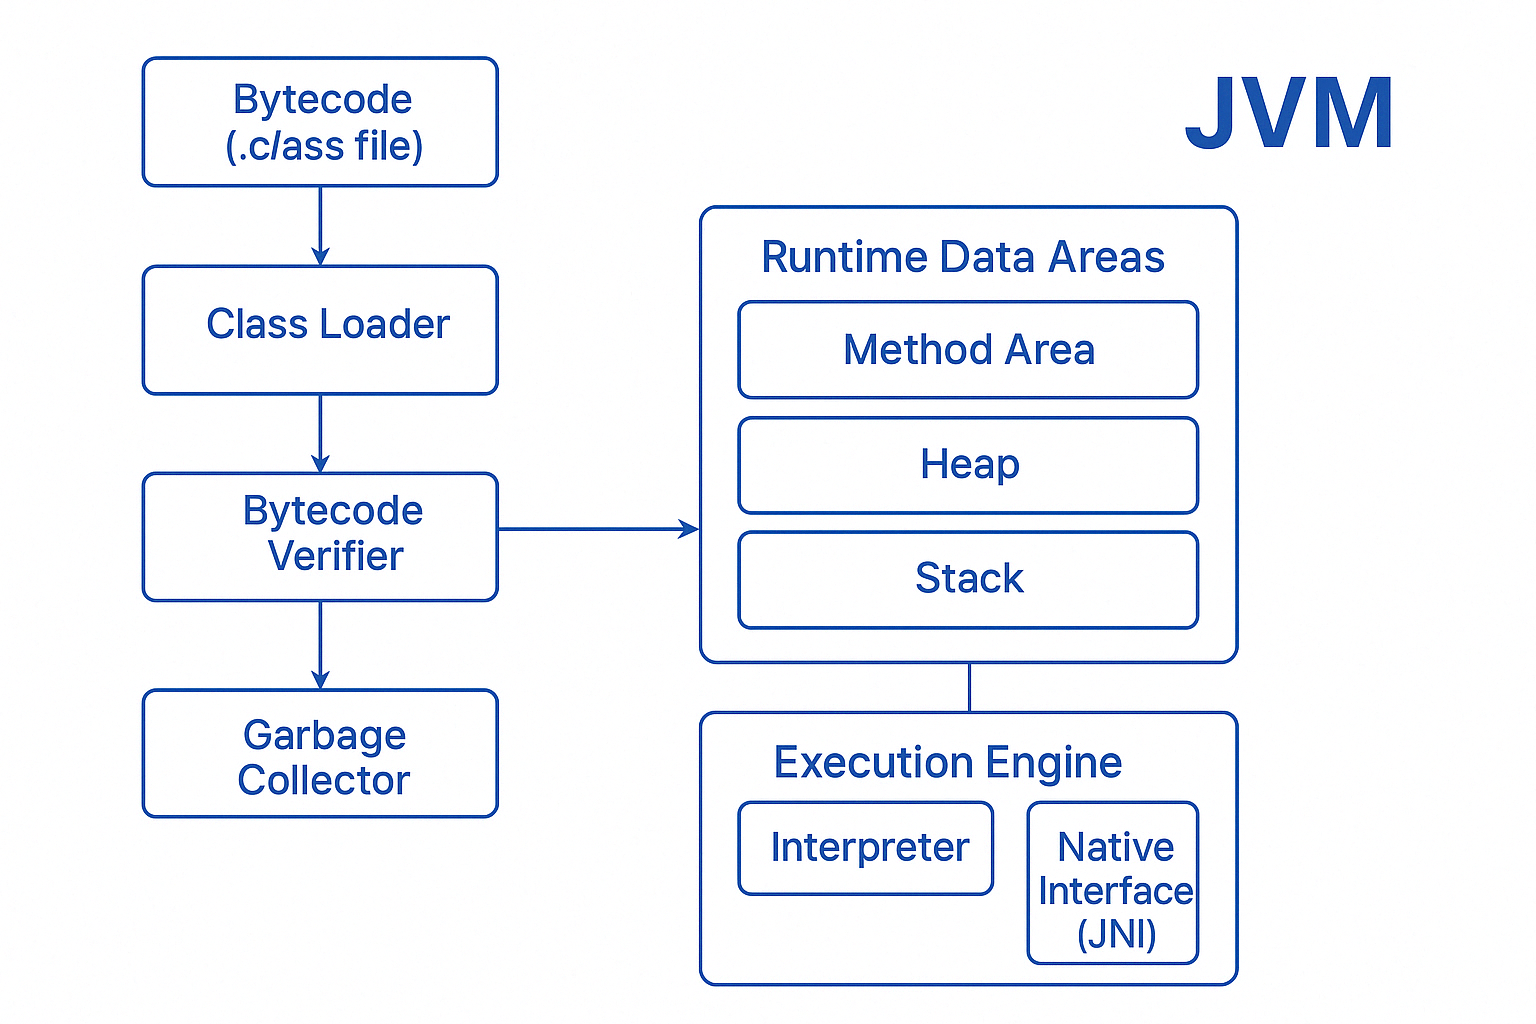 JVM
Bytecode
(.c/ass file)
Class Loader
Bytecode
Verifier
Garbage
Collector
Runtime Data Areas
Method Area
Heap
Stack
Execution Engine
Interpreter
Native
Interface
(JNI)